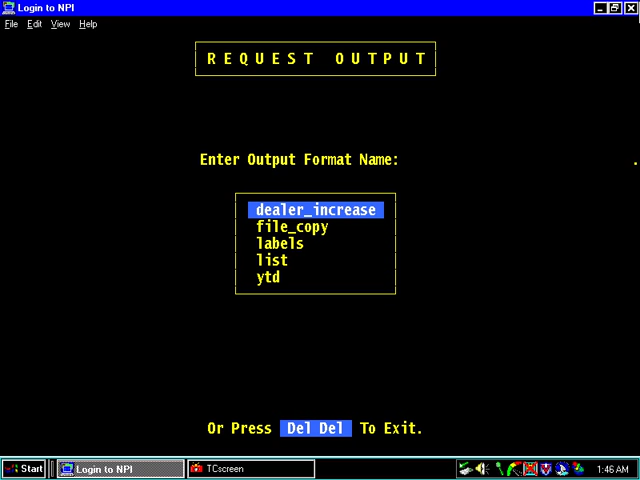 Login to NPI
File Edit View Help
REQUEST OUTPUT
Enter Output Format Name:
.
dealer_increase
file_copy
labels
list
ytd
Or Press Del Del To Exit.
Start Login to NPI TCscreen 1:46 AM